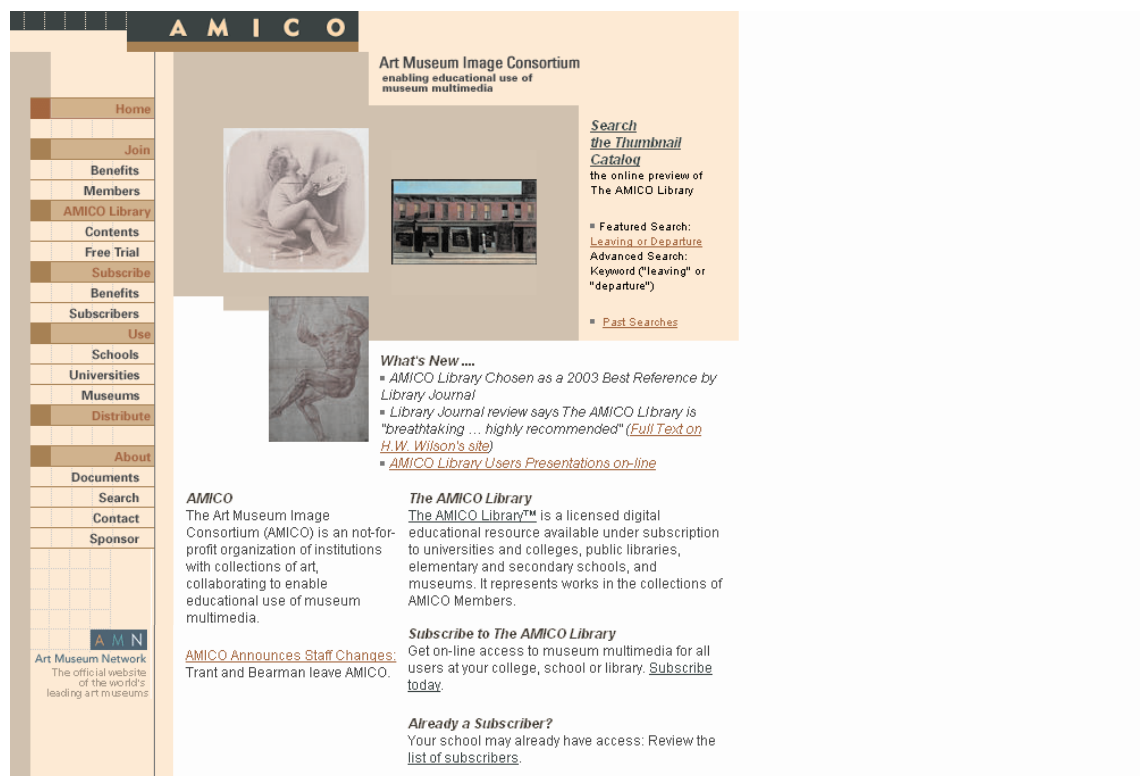 A M I C O
Art Museum Image Consortium
enabling educational use of
museum multimedia
Home
Join
Benefits
Members
AMICO Library
Contents
Free Trial
Subscribe
Benefits
Subscribers
Use
Schools
Universities
Museums
Distribute
About
Documents
Search
Contact
Sponsor
A M N
Art Museum Network
The official website
of the world's
leading art museums
Search
the Thumbnail
Catalog
the online preview of
The AMICO Library
Featured Search:
Leaving or Departure
Advanced Search:
Keyword ("leaving" or
"departure")
Past Searches
What's New ....
AMICO Library Chosen as a 2003 Best Reference by
Library Journal
Library Journal review says The AMICO LIbrary is
"breathtaking ... highly recommended" (Full Text on
H.W. Wilson's site)
AMICO Library Users Presentations on-line
AMICO
The Art Museum Image
Consortium (AMICO) is an not-for-
profit organization of institutions
with collections of art,
collaborating to enable
educational use of museum
multimedia.
AMICO Announces Staff Changes:
Trant and Bearman leave AMICO.
The AMICO Library
The AMICO Library™ is a licensed digital
educational resource available under subscription
to universities and colleges, public libraries,
elementary and secondary schools, and
museums. It represents works in the collections of
AMICO Members.
Subscribe to The AMICO Library
Get on-line access to museum multimedia for all
users at your college, school or library. Subscribe
today.
Already a Subscriber?
Your school may already have access: Review the
list of subscribers.